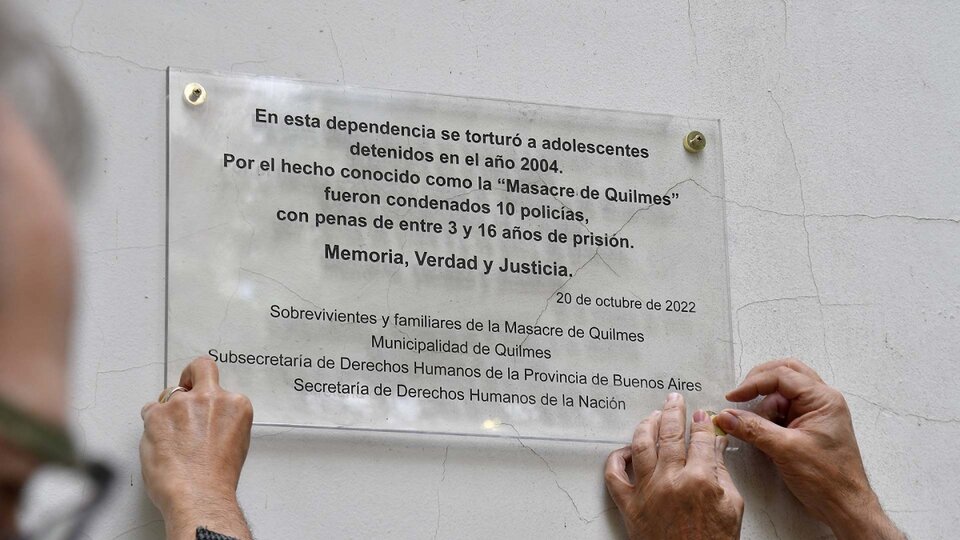 En esta dependencia se torturó a adolescentes
detenidos en el año 2004.
Por el hecho conocido como la “Masacre de Quilmes”
fueron condenados 10 policías,
con penas de entre 3 y 16 años de prisión.
Memoria, Verdad y Justicia.
20 de octubre de 2022
Sobrevivientes y familiares de la Masacre de Quilmes
Municipalidad de Quilmes
Subsecretaría de Derechos Humanos de la Provincia de Buenos Aires
Secretaría de Derechos Humanos de la Nación